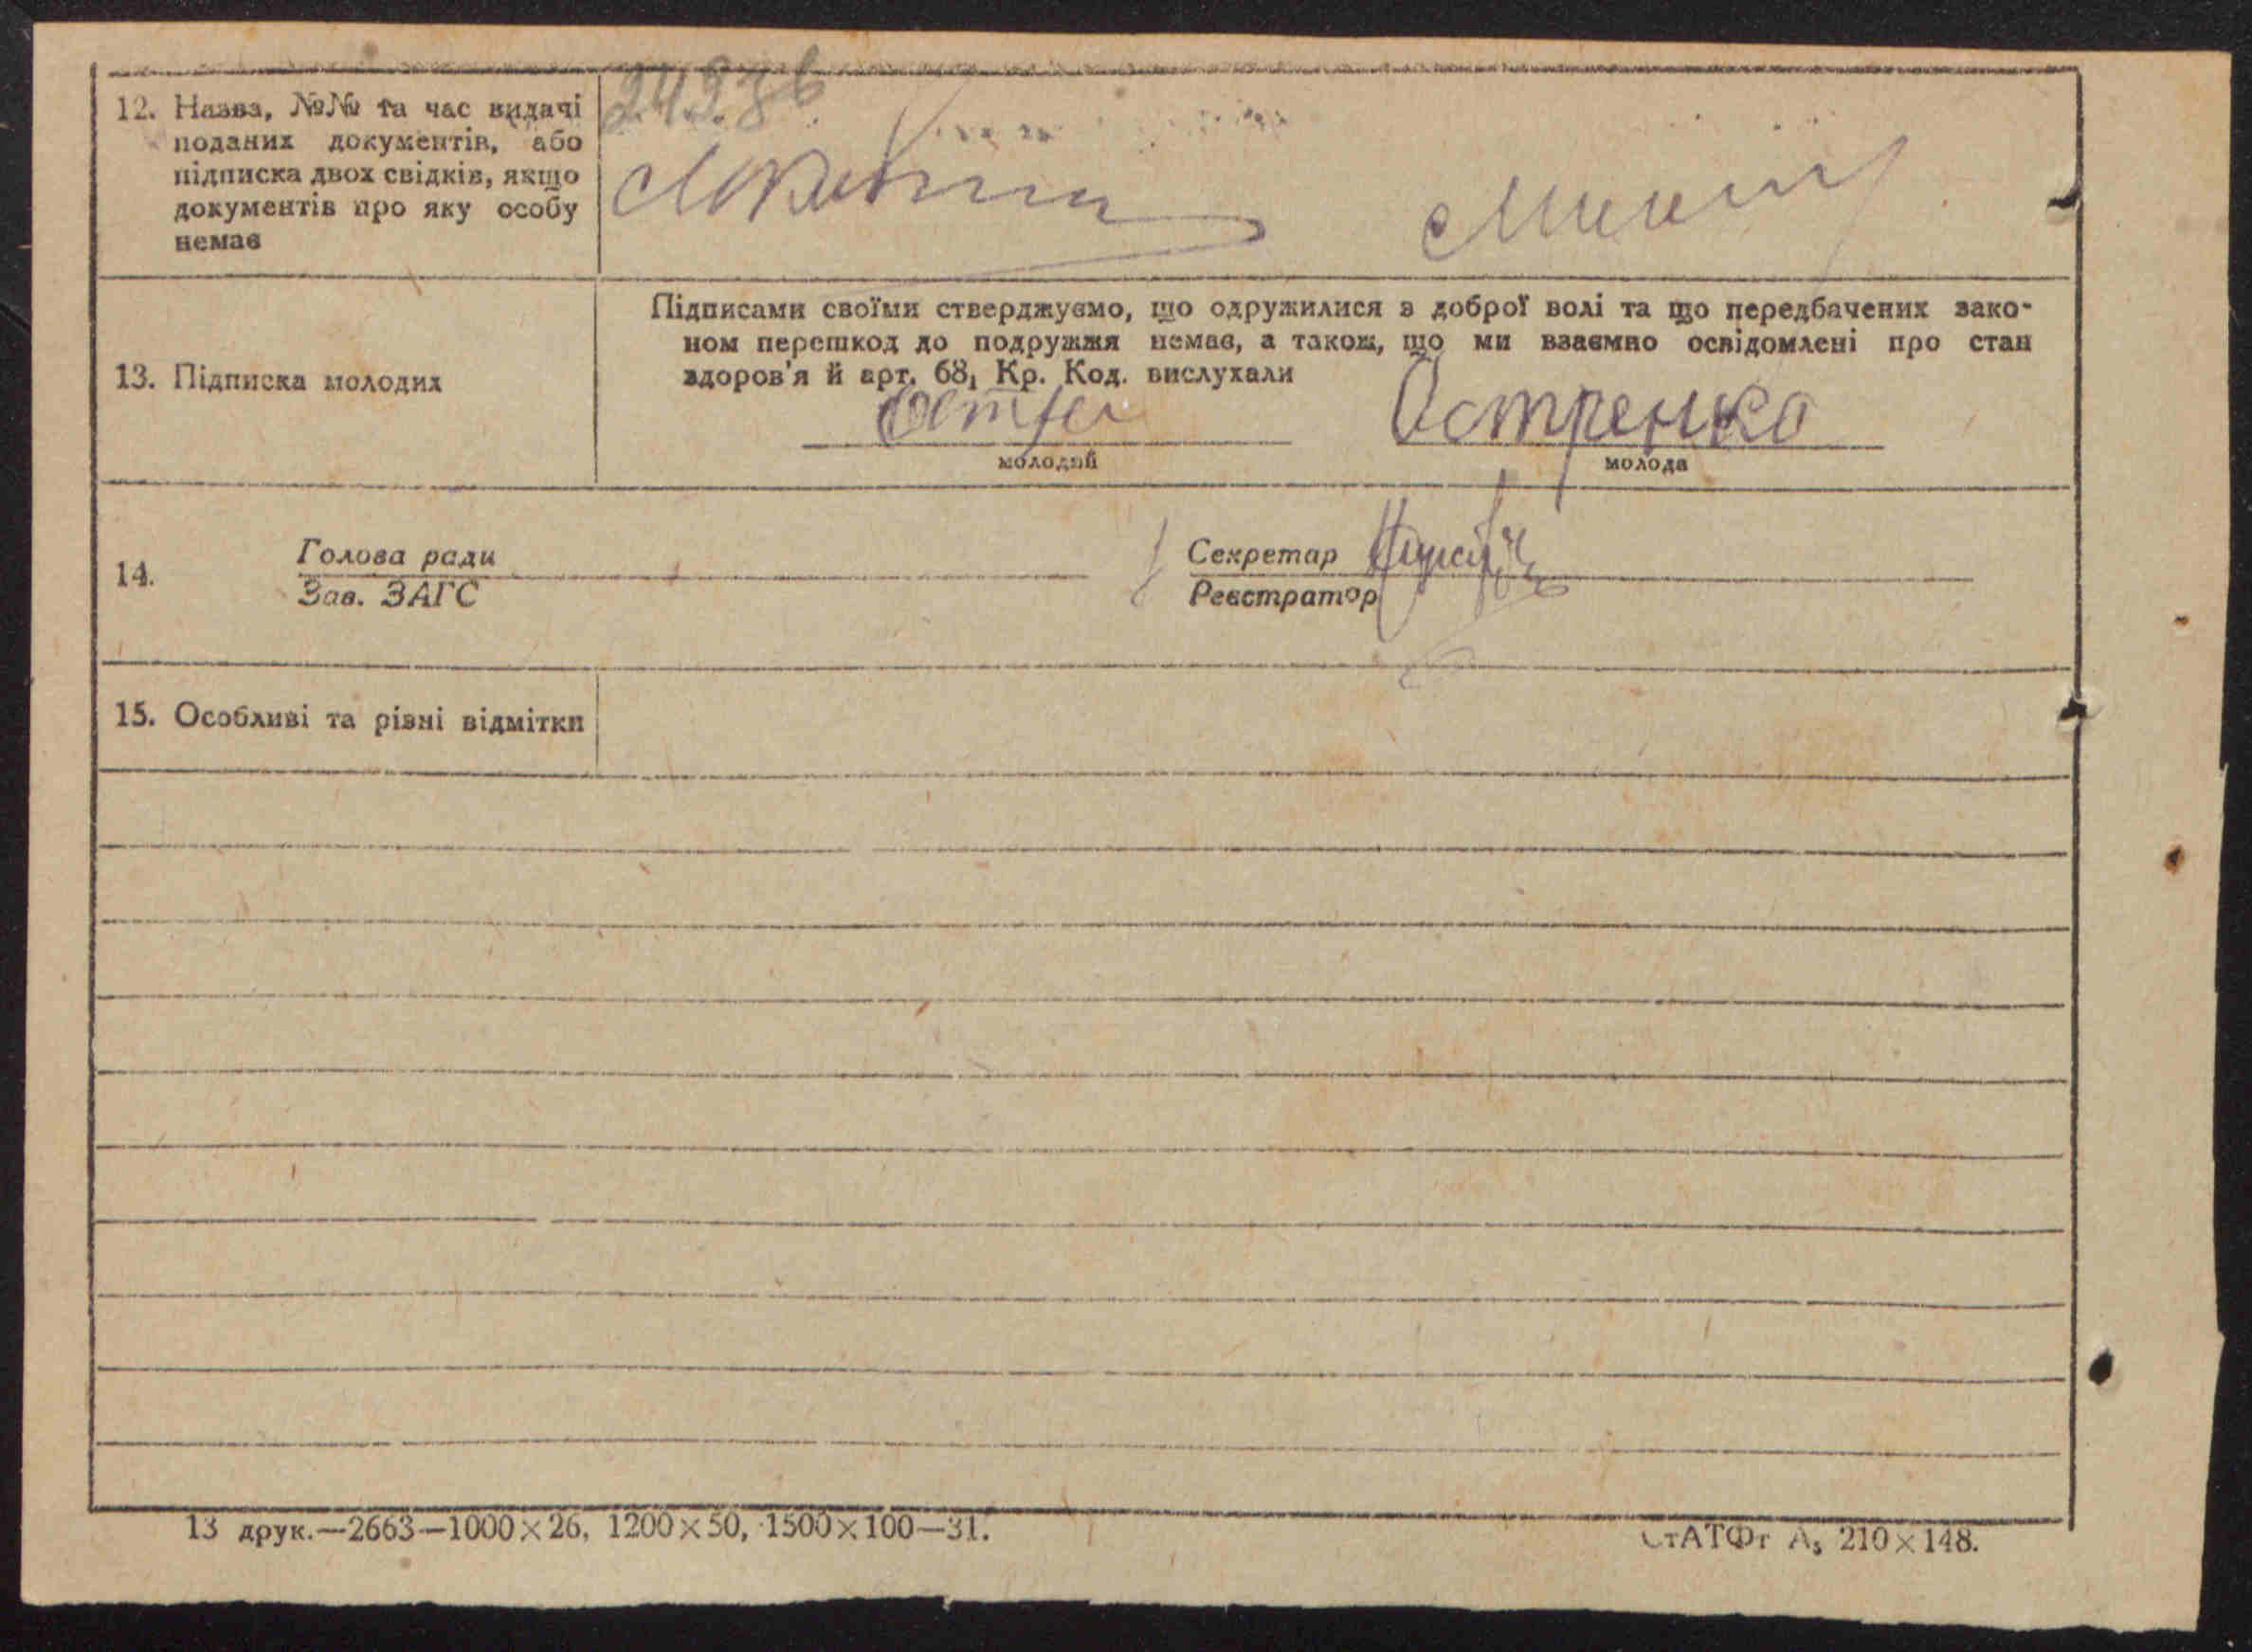 12. Назва, №№ та час видачі
поданих документів, або
підписка двох свідків, якщо
документів про яку особу
немає
Підписами своїми стверджуємо, що одружилися з доброї волі та що передбачених зако-
ном перешкод до подружжя немає, а також, що ми взаємно освідомлені про стан
здоров'я й арт. 68₁ Кр. Код. вислухали
13. Підписка молодих
Остренко
молодий молода
14. Голова ради Секретар
Зав. ЗАГС Реєстратор
15. Особливі та різні відмітки
13 друк.—2663—1000×26, 1200×50, 1500×100—31.
СтАТФт А₅ 210×148.